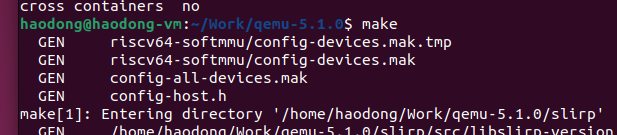 cross containers  no
haodong@haodong-vm:~/Work/qemu-5.1.0$ make
  GEN     riscv64-softmmu/config-devices.mak.tmp
  GEN     riscv64-softmmu/config-devices.mak
  GEN     config-all-devices.mak
  GEN     config-host.h
make[1]: Entering directory '/home/haodong/Work/qemu-5.1.0/slirp'
  GEN     /home/haodong/Work/qemu-5.1.0/slirp/src/libslirp-version